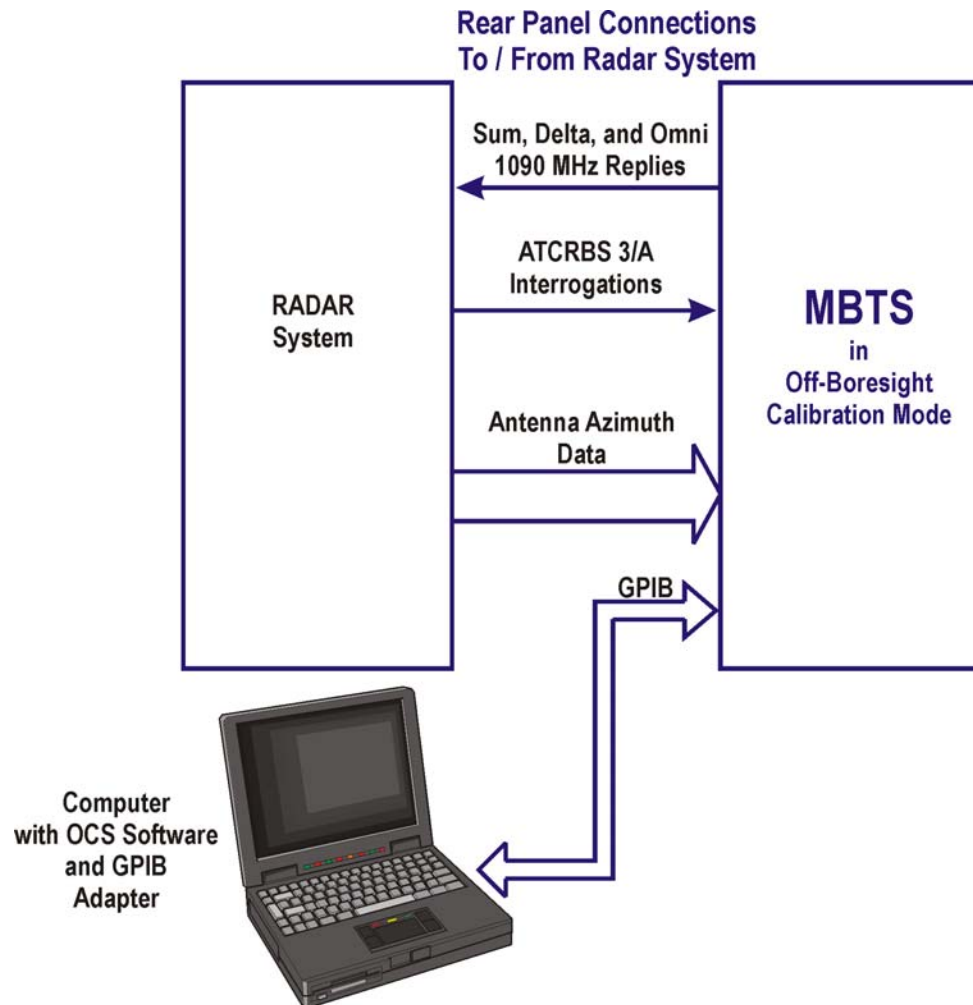 Rear Panel Connections
To / From Radar System
Sum, Delta, and Omni
1090 MHz Replies
ATCRBS 3/A
Interrogations
RADAR
System
MBTS
in
Off-Boresight
Calibration Mode
Antenna Azimuth
Data
GPIB
Computer
with OCS Software
and GPIB
Adapter